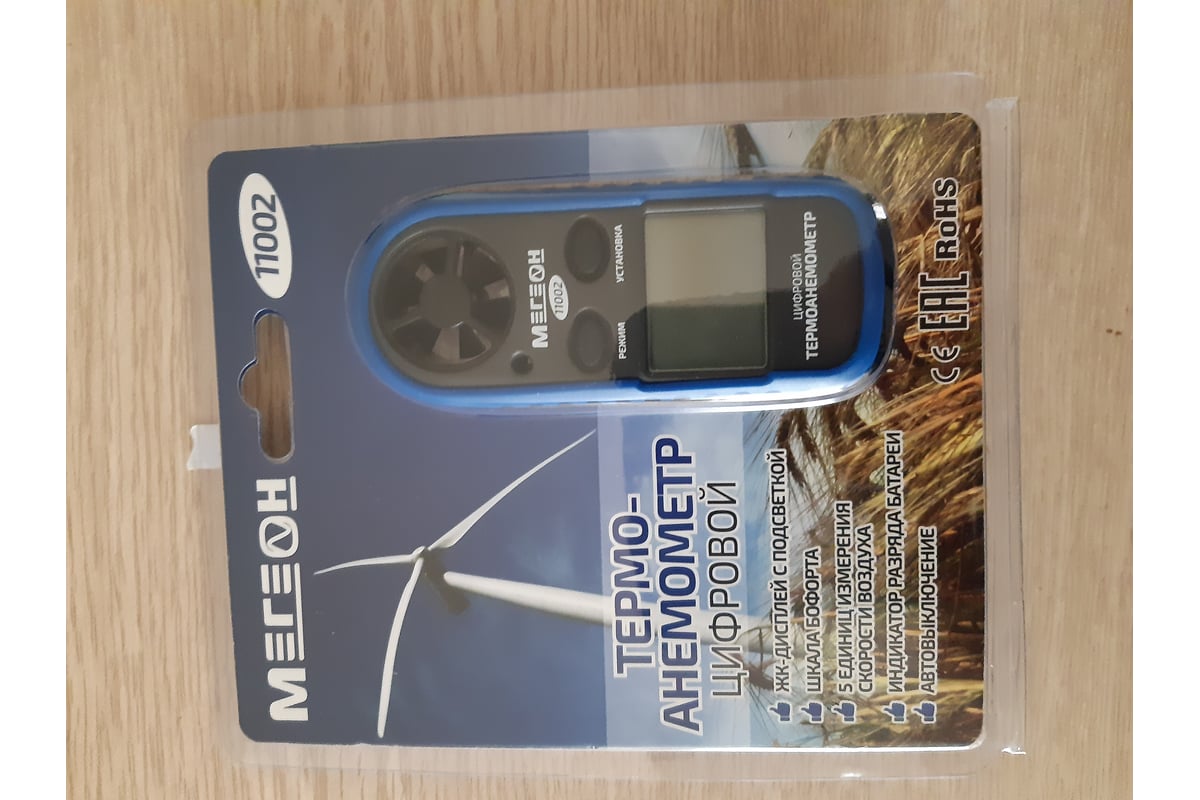 МЕГЕОН
11002
ТЕРМО-
АНЕМОМЕТР
ЦИФРОВОЙ
ЖК-ДИСПЛЕЙ С ПОДСВЕТКОЙ
ШКАЛА БОФОРТА
5 ЕДИНИЦ ИЗМЕРЕНИЯ
СКОРОСТИ ВОЗДУХА
ИНДИКАТОР РАЗРЯДА БАТАРЕИ
АВТОВЫКЛЮЧЕНИЕ
МЕГЕОН
11002
РЕЖИМ
УСТАНОВКА
ЦИФРОВОЙ
ТЕРМОАНЕМОМЕТР
CE EAC RoHS